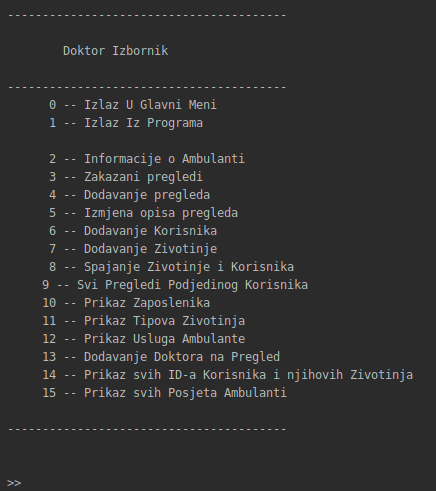 ----------------------------------------
Doktor Izbornik
----------------------------------------
0 -- Izlaz U Glavni Meni
1 -- Izlaz Iz Programa
2 -- Informacije o Ambulanti
3 -- Zakazani pregledi
4 -- Dodavanje pregleda
5 -- Izmjena opisa pregleda
6 -- Dodavanje Korisnika
7 -- Dodavanje Zivotinje
8 -- Spajanje Zivotinje i Korisnika
9 -- Svi Pregledi Podjedinog Korisnika
10 -- Prikaz Zaposlenika
11 -- Prikaz Tipova Zivotinja
12 -- Prikaz Usluga Ambulante
13 -- Dodavanje Doktora na Pregled
14 -- Prikaz svih ID-a Korisnika i njihovih Zivotinja
15 -- Prikaz svih Posjeta Ambulanti
----------------------------------------
>>